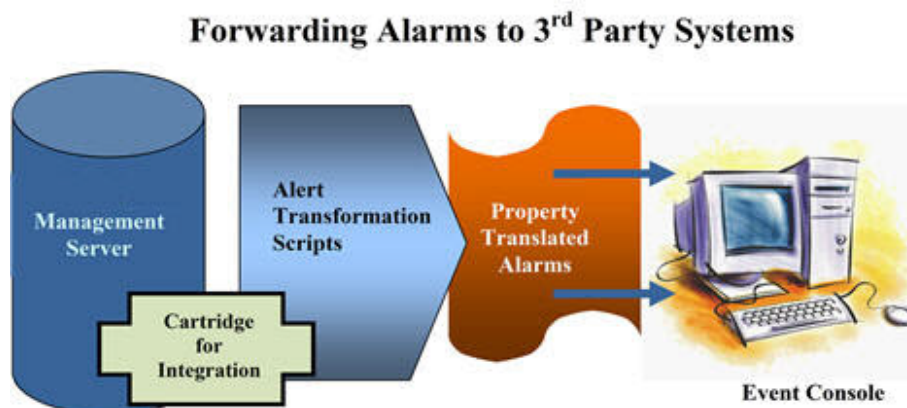 Forwarding Alarms to 3rd Party Systems
Management
Server
Alert
Transformation
Scripts
Property
Translated
Alarms
Cartridge
for
Integration
Event Console